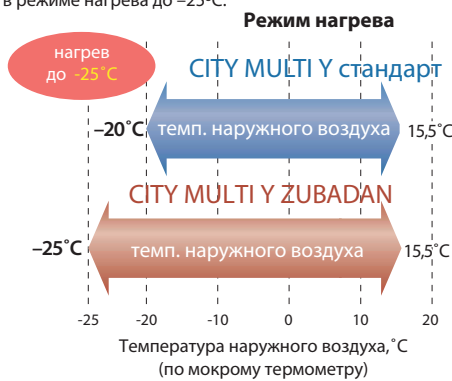 в режиме нагрева до –25°C.
Режим нагрева
нагрев
до -25˚C
CITY MULTI Y стандарт
–20˚C темп. наружного воздуха 15,5˚C
CITY MULTI Y ZUBADAN
–25˚C темп. наружного воздуха 15,5˚C
-25 -20 -10 0 10 20
Температура наружного воздуха,˚C
(по мокрому термометру)